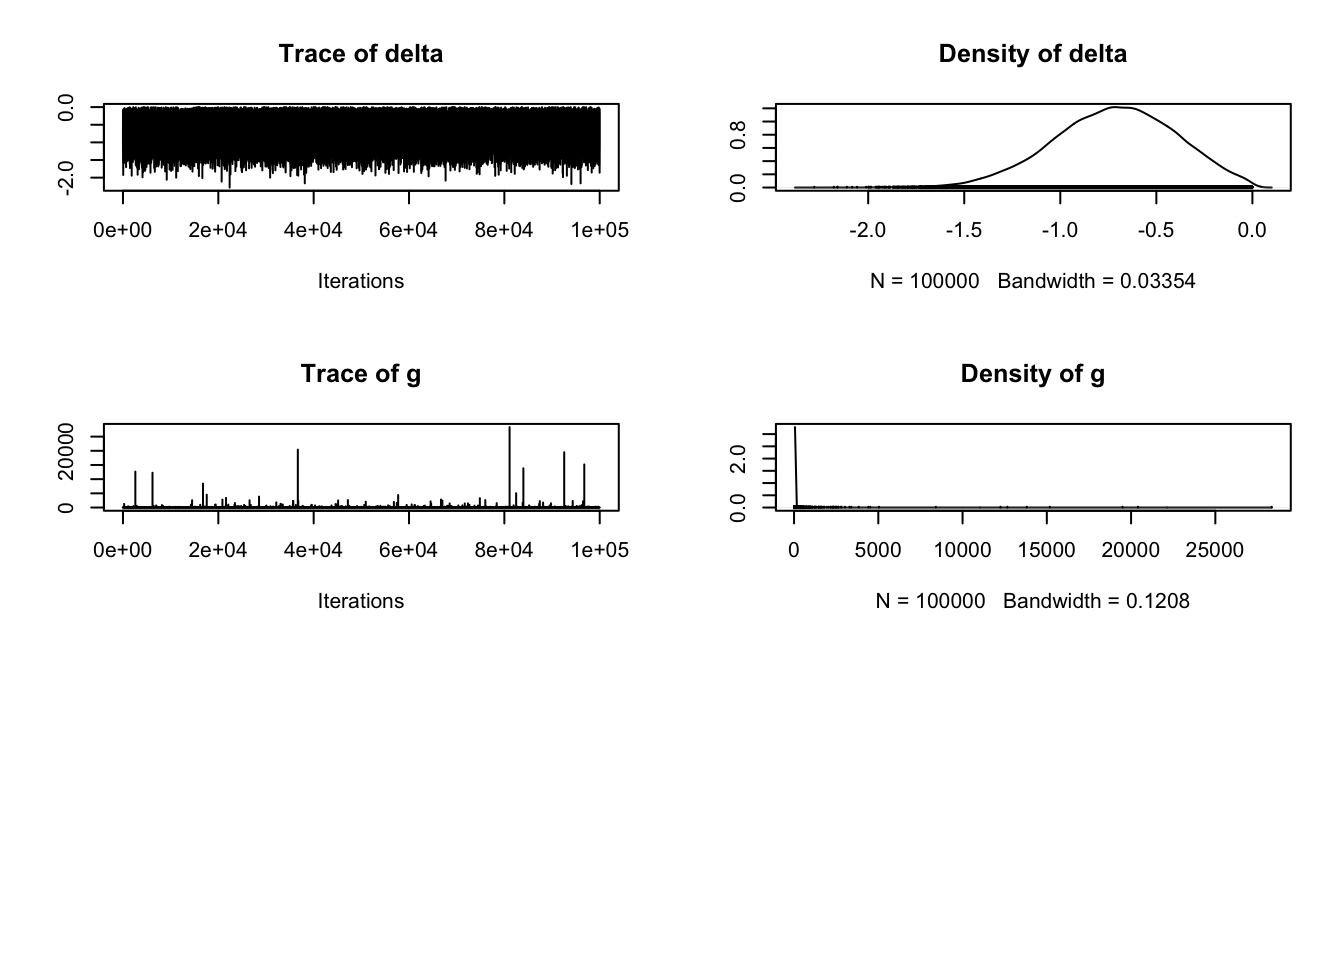 Trace of delta
0.0
-2.0
0e+00 2e+04 4e+04 6e+04 8e+04 1e+05
Iterations
Density of delta
0.8
0.0
-2.0 -1.5 -1.0 -0.5 0.0
N = 100000 Bandwidth = 0.03354
Trace of g
20000
0
0e+00 2e+04 4e+04 6e+04 8e+04 1e+05
Iterations
Density of g
2.0
0.0
0 5000 10000 15000 20000 25000
N = 100000 Bandwidth = 0.1208